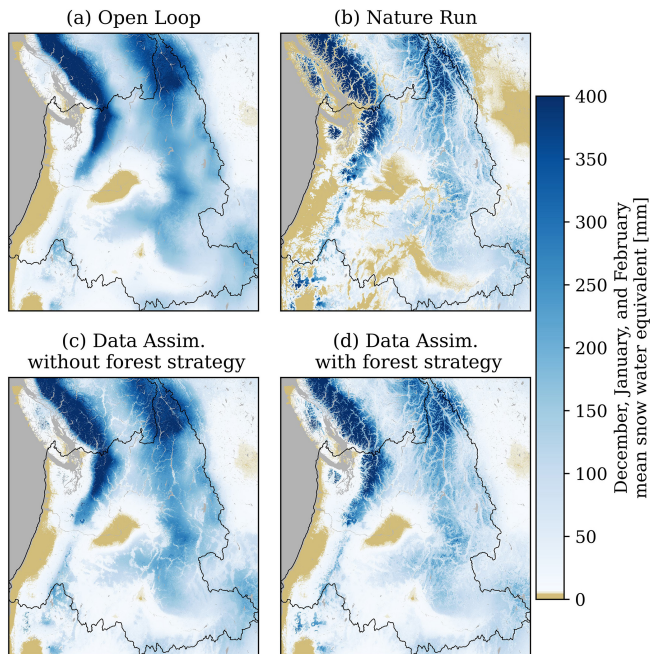 (a) Open Loop
(b) Nature Run
(c) Data Assim.
without forest strategy
(d) Data Assim.
with forest strategy
400
350
300
250
200
150
100
50
0
December, January, and February
mean snow water equivalent [mm]